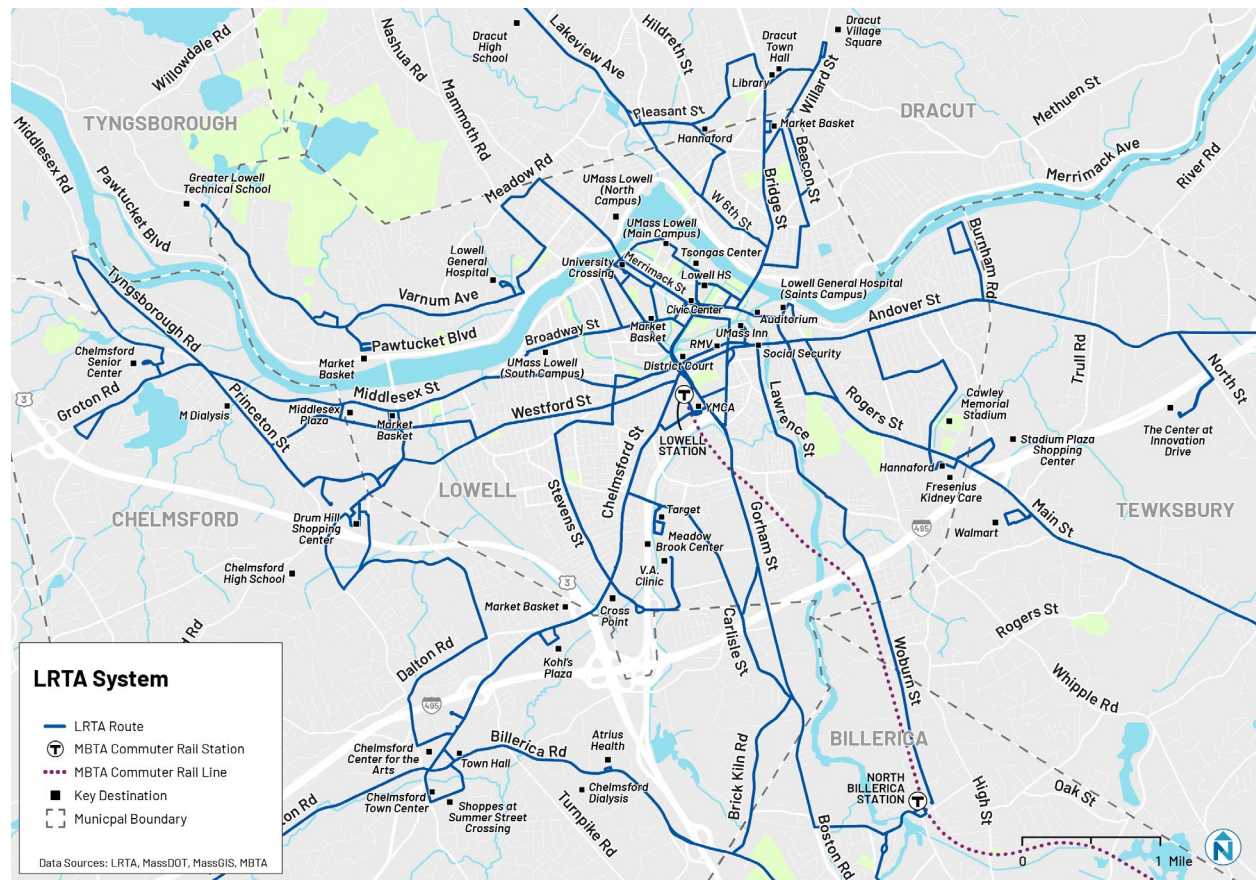 Willowdale Rd
Nashua Rd
Mammoth Rd
Dracut
High
School
Lakeview Ave
Hildreth St
Dracut
Town
Hall
Library
Dracut
Village
Square
Willard St
TYNGSBOROUGH
DRACUT
Methuen St
Middlesex Rd
Pawtucket Blvd
Greater Lowell
Technical School
Meadow Rd
Pleasant St
Hannaford
Market Basket
Beacon St
Bridge St
W 6th St
Merrimack Ave
River Rd
UMass Lowell
(North
Campus)
UMass Lowell
(Main Campus)
Tsongas Center
Lowell HS
Merrimack St
University
Crossing
Lowell
General
Hospital
Varnum Ave
Civic Center
Lowell General Hospital
(Saints Campus)
Auditorium
UMass Inn
Andover St
Burnham Rd
Tyngsborough Rd
Market
Basket
Pawtucket Blvd
Broadway St
UMass Lowell
(South Campus)
Market
Basket
RMV
District Court
Social Security
Trull Rd
North St
Chelmsford
Senior
Center
Groton Rd
3
M Dialysis
Princeton St
Middlesex
Plaza
Middlesex St
Market
Basket
Westford St
T
YMCA
LOWELL
STATION
Lawrence St
Rogers St
Cawley
Memorial
Stadium
Stadium Plaza
Shopping
Center
The Center at
Innovation
Drive
Hannaford
Fresenius
Kidney Care
CHELMSFORD
LOWELL
TEWKSBURY
Drum Hill
Shopping
Center
Stevens St
Chelmsford St
Target
Meadow
Brook Center
V.A.
Clinic
Gorham St
495
Walmart
Main St
Chelmsford
High School
3
Market Basket
Cross
Point
Kohl's
Plaza
Carlisle St
Woburn St
Rogers St
Whipple Rd
Rd
Dalton Rd
495
Billerica Rd
Atrius
Health
Chelmsford
Center for the
Arts
Town Hall
Chelmsford
Town Center
Shoppes at
Summer Street
Crossing
Chelmsford
Dialysis
Turnpike Rd
Brick Kiln Rd
Boston Rd
BILLERICA
NORTH
BILLERICA
STATION
T
High St
Oak St
ton Rd
LRTA System
LRTA Route
T MBTA Commuter Rail Station
MBTA Commuter Rail Line
Key Destination
Municpal Boundary
Data Sources: LRTA, MassDOT, MassGIS, MBTA
0 1 Mile
N